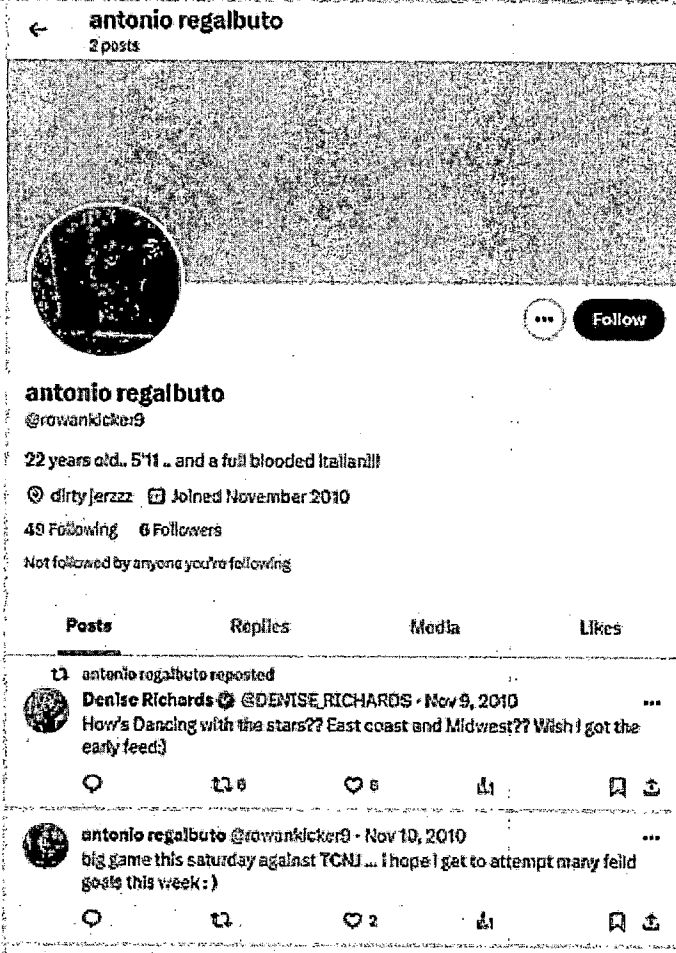 antonio regalbuto
2 posts
Follow
antonio regalbuto
@rowankicker9
22 years old.. 5'11 .. and a full blooded Italian!!!
dirty jerzzz Joined November 2010
49 Following 6 Followers
Not followed by anyone you're following
Posts Replies Media Likes
antonio regalbuto reposted
Denise Richards @DENISE_RICHARDS · Nov 9, 2010
How's Dancing with the stars?? East coast and Midwest?? Wish I got the
early feed:)
6 6
antonio regalbuto @rowankicker9 · Nov 10, 2010
big game this saturday against TCNJ ... i hope I get to attempt many feild
goals this week : )
2